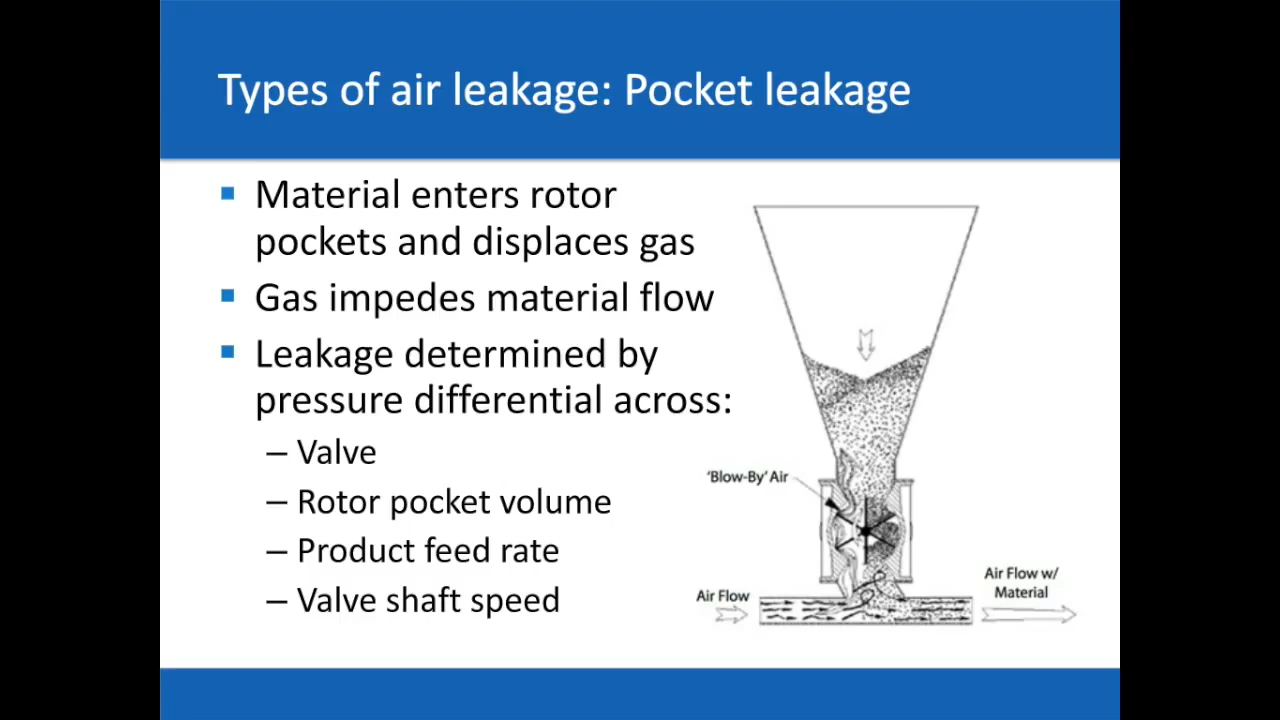 Types of air leakage: Pocket leakage
▪ Material enters rotor
pockets and displaces gas
▪ Gas impedes material flow
▪ Leakage determined by
pressure differential across:
– Valve
– Rotor pocket volume
– Product feed rate
– Valve shaft speed
'Blow-By' Air
Air Flow
Air Flow w/
Material